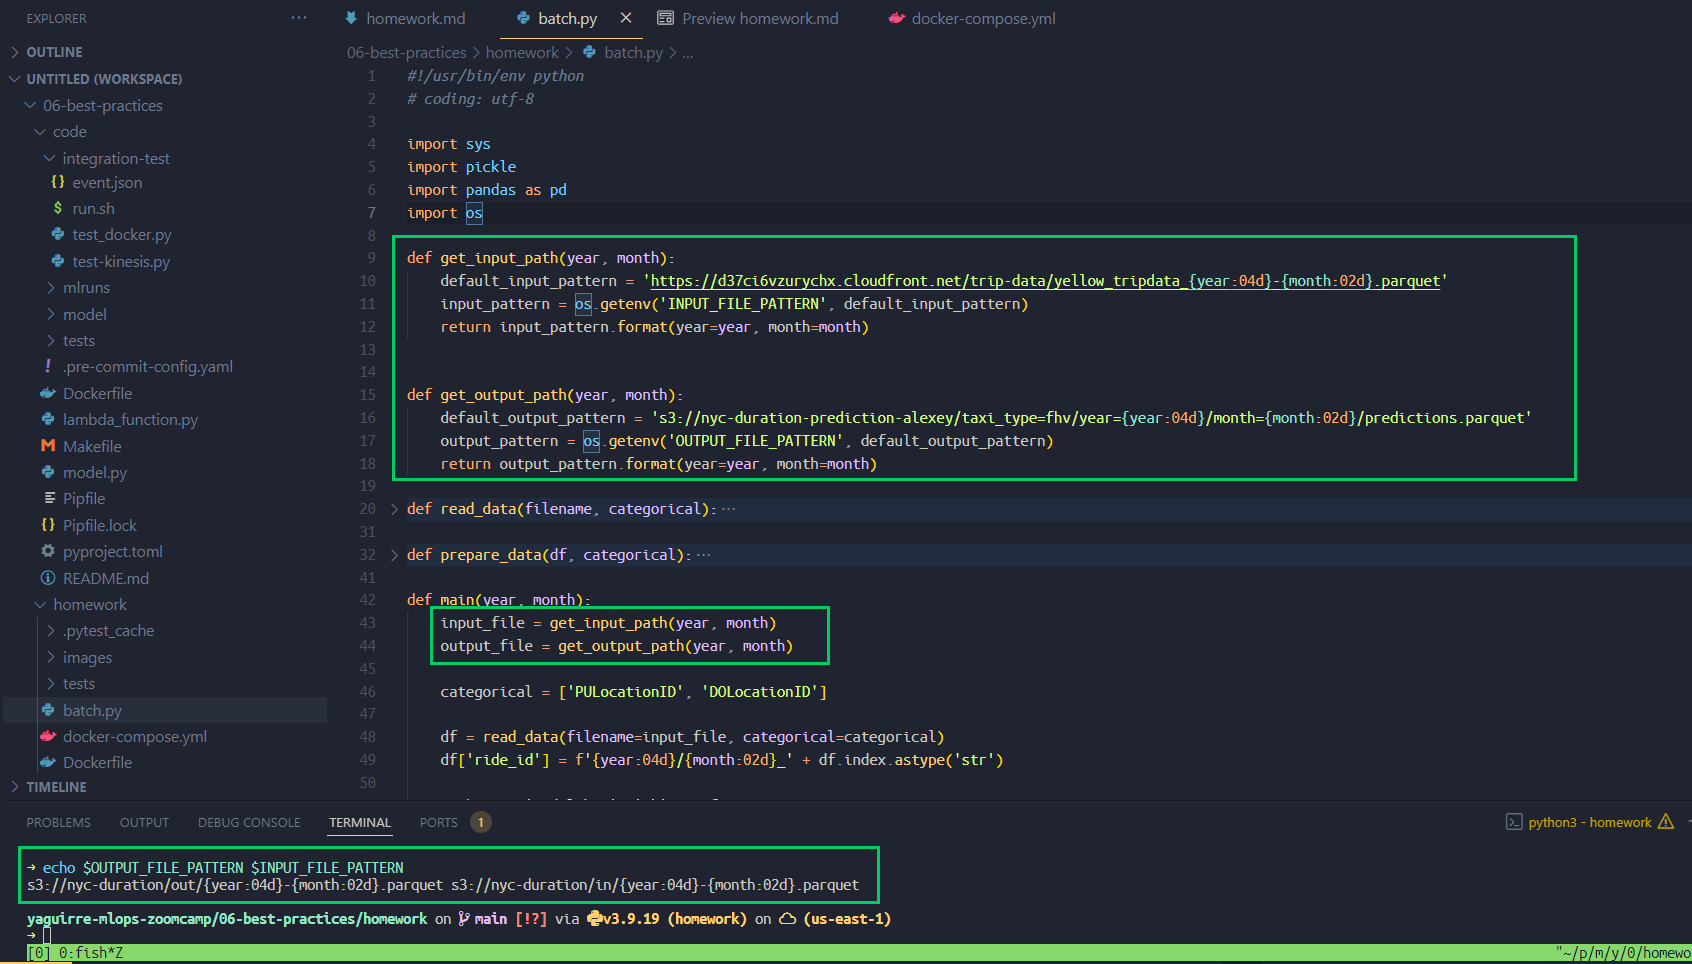 EXPLORER
OUTLINE
UNTITLED (WORKSPACE)
06-best-practices
code
integration-test
event.json
run.sh
test_docker.py
test-kinesis.py
mlruns
model
tests
.pre-commit-config.yaml
Dockerfile
lambda_function.py
Makefile
model.py
Pipfile
Pipfile.lock
pyproject.toml
README.md
homework
.pytest_cache
images
tests
batch.py
docker-compose.yml
Dockerfile
TIMELINE
homework.md
batch.py
Preview homework.md
docker-compose.yml
06-best-practices > homework > batch.py > ...
1 #!/usr/bin/env python
2 # coding: utf-8
3
4 import sys
5 import pickle
6 import pandas as pd
7 import os
8
9 def get_input_path(year, month):
10 default_input_pattern = 'https://d37ci6vzurychx.cloudfront.net/trip-data/yellow_tripdata_{year:04d}-{month:02d}.parquet'
11 input_pattern = os.getenv('INPUT_FILE_PATTERN', default_input_pattern)
12 return input_pattern.format(year=year, month=month)
13
14
15 def get_output_path(year, month):
16 default_output_pattern = 's3://nyc-duration-prediction-alexey/taxi_type=fhv/year={year:04d}/month={month:02d}/predictions.parquet'
17 output_pattern = os.getenv('OUTPUT_FILE_PATTERN', default_output_pattern)
18 return output_pattern.format(year=year, month=month)
19
20 def read_data(filename, categorical): ···
31
32 def prepare_data(df, categorical): ···
41
42 def main(year, month):
43 input_file = get_input_path(year, month)
44 output_file = get_output_path(year, month)
45
46 categorical = ['PULocationID', 'DOLocationID']
47
48 df = read_data(filename=input_file, categorical=categorical)
49 df['ride_id'] = f'{year:04d}/{month:02d}_' + df.index.astype('str')
50
PROBLEMS OUTPUT DEBUG CONSOLE TERMINAL PORTS 1
python3 - homework
→ echo $OUTPUT_FILE_PATTERN $INPUT_FILE_PATTERN
s3://nyc-duration/out/{year:04d}-{month:02d}.parquet s3://nyc-duration/in/{year:04d}-{month:02d}.parquet
yaguirre-mlops-zoomcamp/06-best-practices/homework on main [!?] via v3.9.19 (homework) on (us-east-1)
→
[0] 0:fish*Z "~/p/m/y/0/homewo